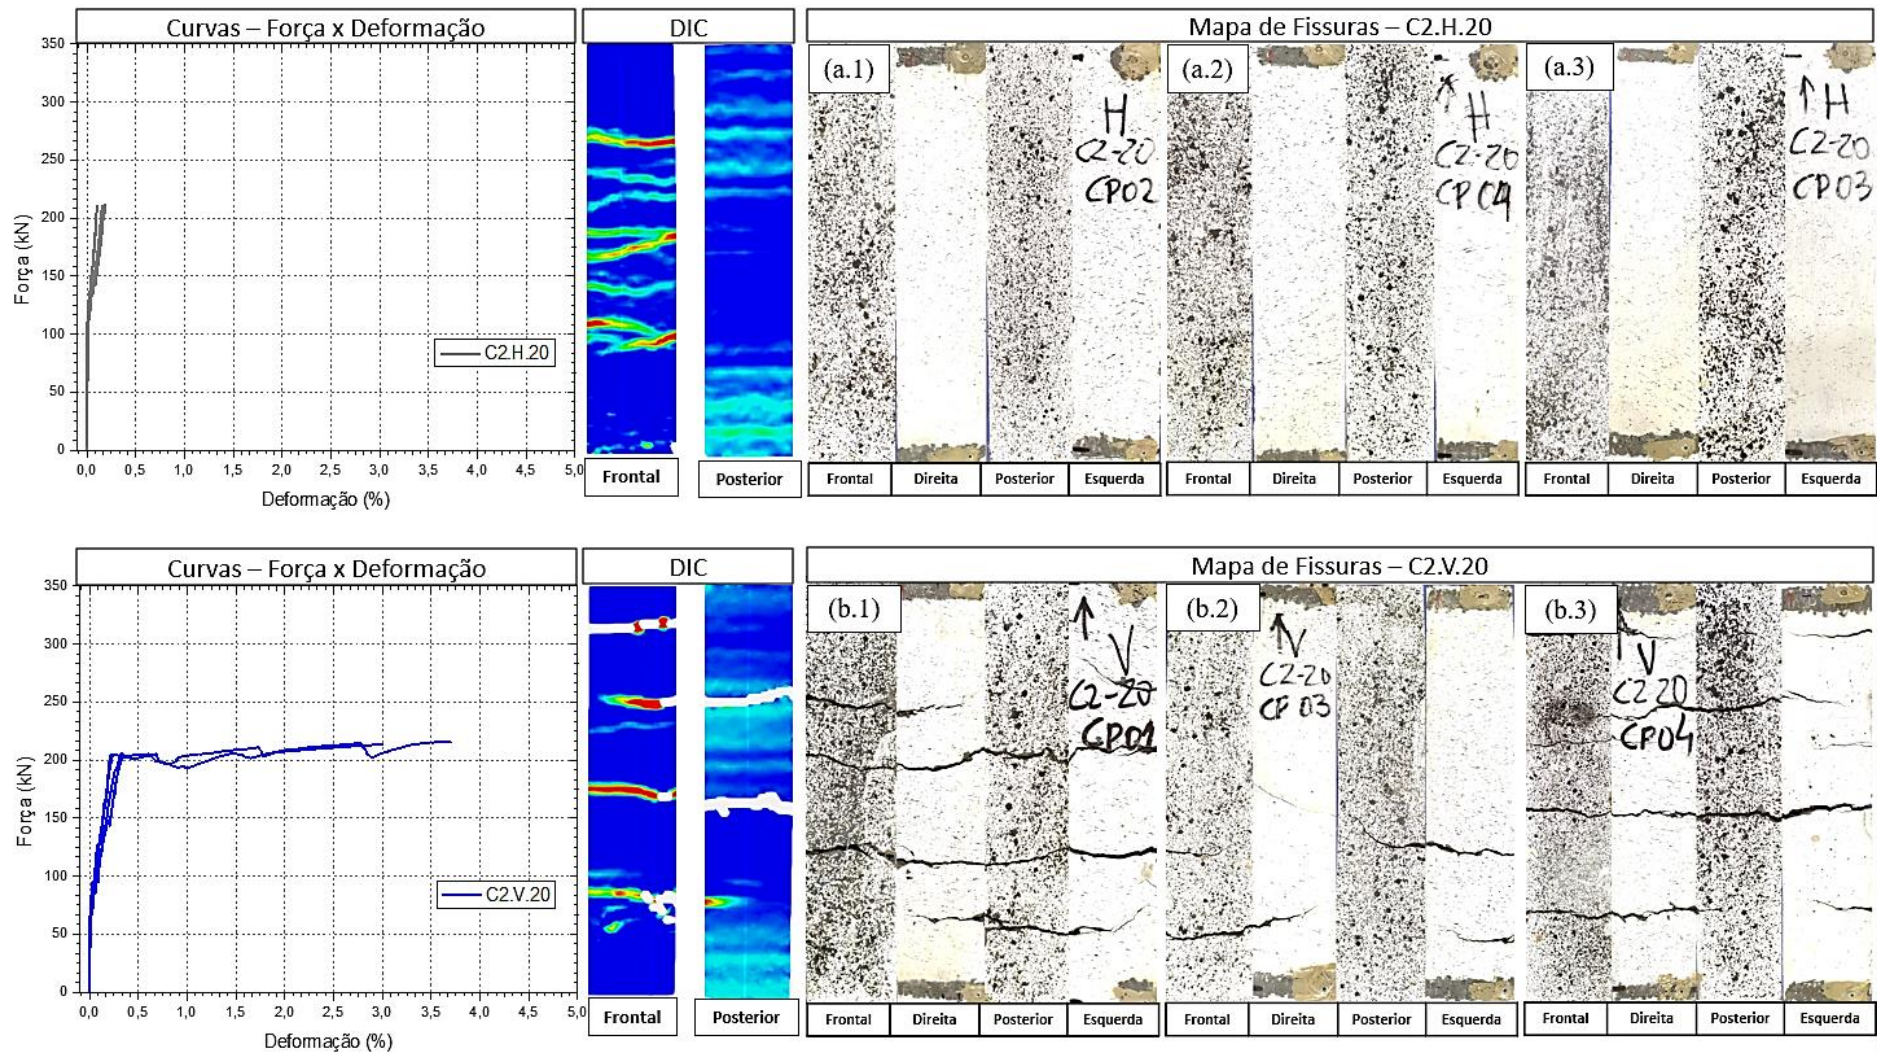 Curvas – Força x Deformação
DIC
Mapa de Fissuras – C2.H.20
350
300
250
200
150
100
50
0
Força (kN)
C2.H.20
0,0 0,5 1,0 1,5 2,0 2,5 3,0 3,5 4,0 4,5 5,0
Deformação (%)
Frontal
Posterior
(a.1)
H
C2-20
CP02
Frontal Direita Posterior Esquerda
(a.2)
H
C2-20
CP04
Frontal Direita Posterior Esquerda
(a.3)
H
C2-20
CP03
Frontal Direita Posterior Esquerda
Curvas – Força x Deformação
DIC
Mapa de Fissuras – C2.V.20
350
300
250
200
150
100
50
0
Força (kN)
C2.V.20
0,0 0,5 1,0 1,5 2,0 2,5 3,0 3,5 4,0 4,5 5,0
Deformação (%)
Frontal
Posterior
(b.1)
V
C2-20
CP01
Frontal Direita Posterior Esquerda
(b.2)
V
C2-20
CP 03
Frontal Direita Posterior Esquerda
(b.3)
V
C2 20
CP04
Frontal Direita Posterior Esquerda